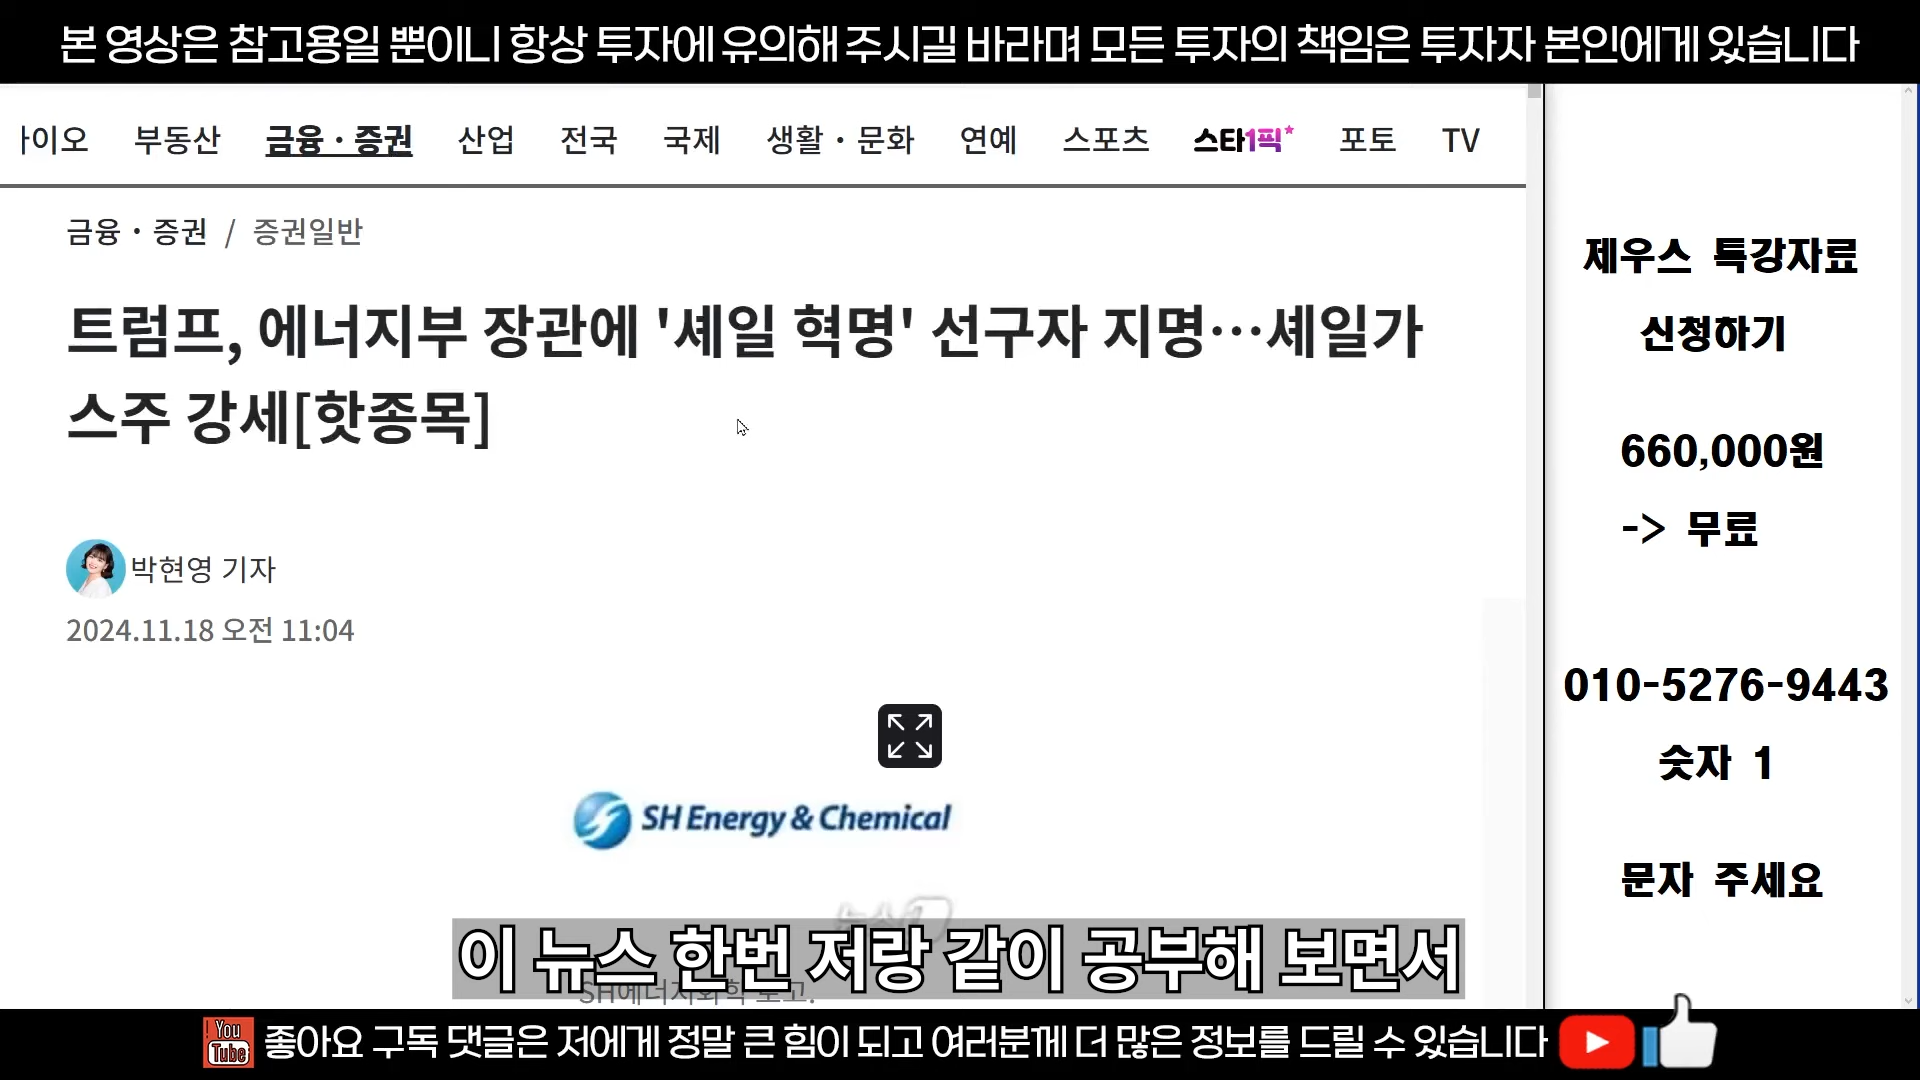 본 영상은 참고용일 뿐이니 항상 투자에 유의해 주시길 바라며 모든 투자의 책임은 투자자 본인에게 있습니다
바이오 부동산 금융・증권 산업 전국 국제 생활・문화 연예 스포츠 스타1픽* 포토 TV
금융・증권 / 증권일반
트럼프, 에너지부 장관에 '셰일 혁명' 선구자 지명…셰일가
스주 강세[핫종목]
박현영 기자
2024.11.18 오전 11:04
SH Energy & Chemical
SH에너지화학 로고.
이 뉴스 한번 저랑 같이 공부해 보면서
제우스 특강자료
신청하기
660,000원
-> 무료
010-5276-9443
숫자 1
문자 주세요
You Tube 좋아요 구독 댓글은 저에게 정말 큰 힘이 되고 여러분께 더 많은 정보를 드릴 수 있습니다